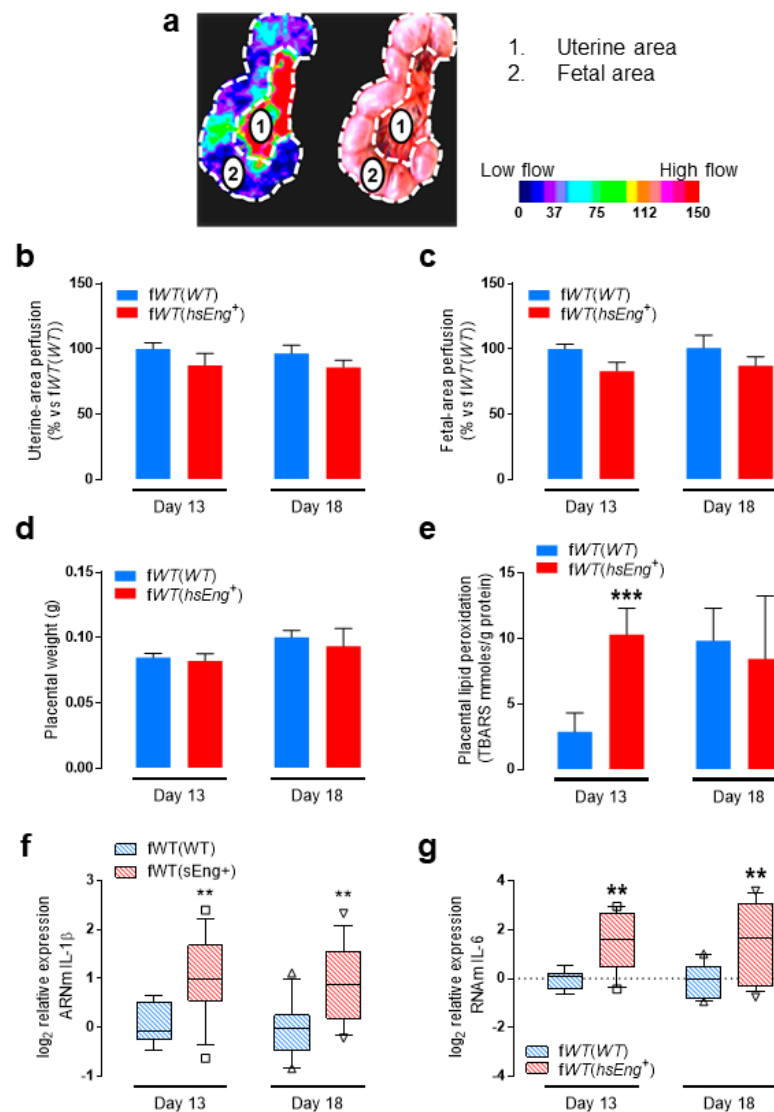 a
1. Uterine area
2. Fetal area
1
2
1
2
Low flow High flow
0 37 75 112 150
b
fWT(WT)
fWT(hsEng+)
Uterine-area perfusion
(% vs fWT(WT))
150
100
50
0
Day 13 Day 18
c
fWT(WT)
fWT(hsEng+)
Fetal-area perfusion
(% vs fWT(WT))
150
100
50
0
Day 13 Day 18
d
fWT(WT)
fWT(hsEng+)
Placental weight (g)
0.15
0.10
0.05
0.00
Day 13 Day 18
e
fWT(WT)
fWT(hsEng+)
Placental lipid peroxidation
(TBARS mmoles/g protein)
15
10
5
0
***
Day 13 Day 18
f
fWT(WT)
fWT(sEng+)
log2 relative expression
ARNm IL-1β
3
2
1
0
-1
** **
Day 13 Day 18
g
log2 relative expression
RNAm IL-6
4
2
0
-2
-4
** **
fWT(WT)
fWT(hsEng+)
Day 13 Day 18